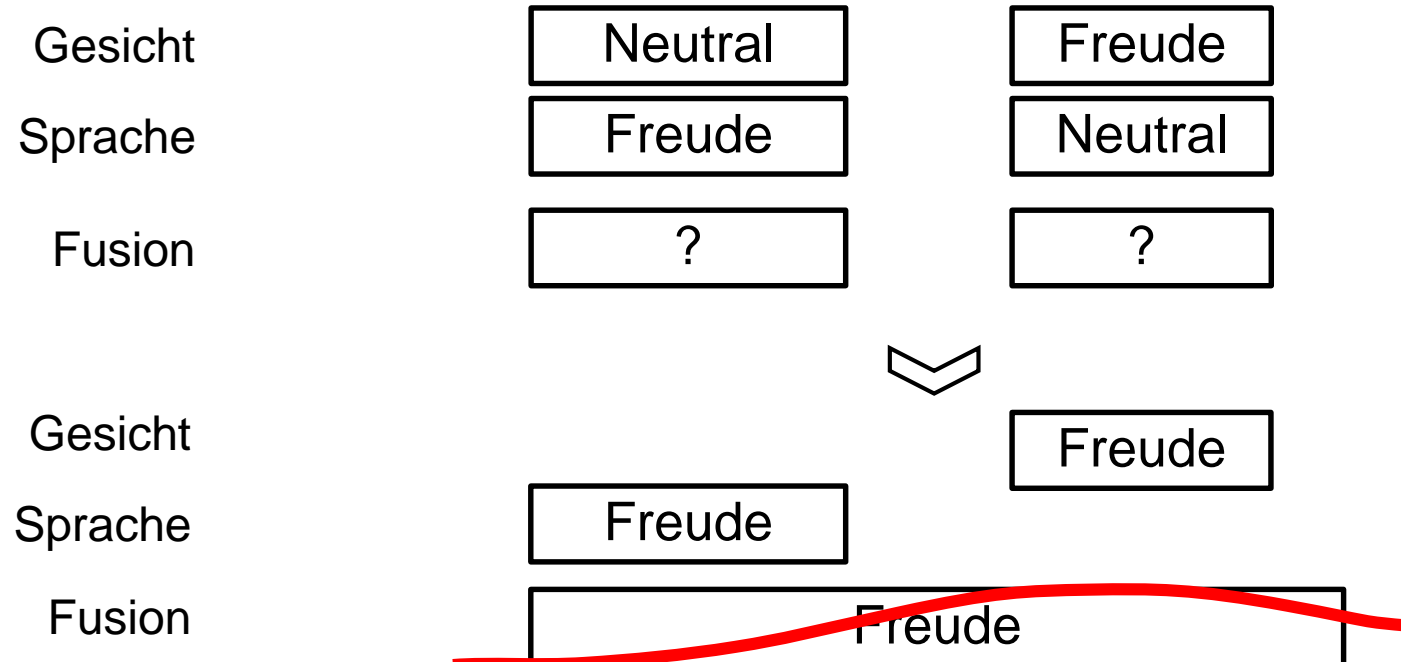 Gesicht Neutral Freude
Sprache Freude Neutral
Fusion ? ?
Gesicht Freude
Sprache Freude
Fusion Freude